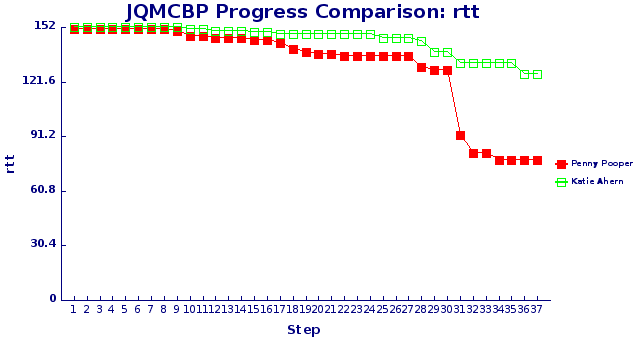 JQMCBP Progress Comparison: rtt
152
121.6
91.2
60.8
30.4
0
rtt
1 2 3 4 5 6 7 8 9 10 11 12 13 14 15 16 17 18 19 20 21 22 23 24 25 26 27 28 29 30 31 32 33 34 35 36 37
Step
Penny Pooper
Katie Ahern